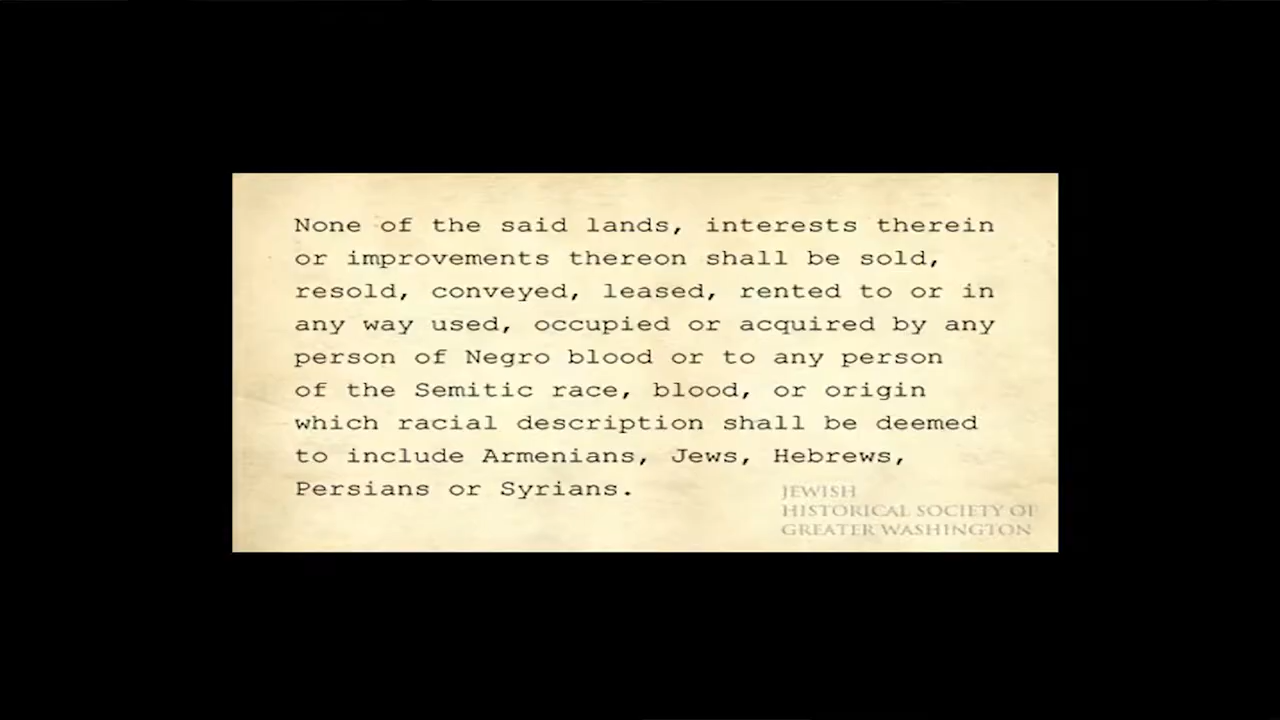 None of the said lands, interests therein
or improvements thereon shall be sold,
resold, conveyed, leased, rented to or in
any way used, occupied or acquired by any
person of Negro blood or to any person
of the Semitic race, blood, or origin
which racial description shall be deemed
to include Armenians, Jews, Hebrews,
Persians or Syrians.
JEWISH
HISTORICAL SOCIETY OF
GREATER WASHINGTON